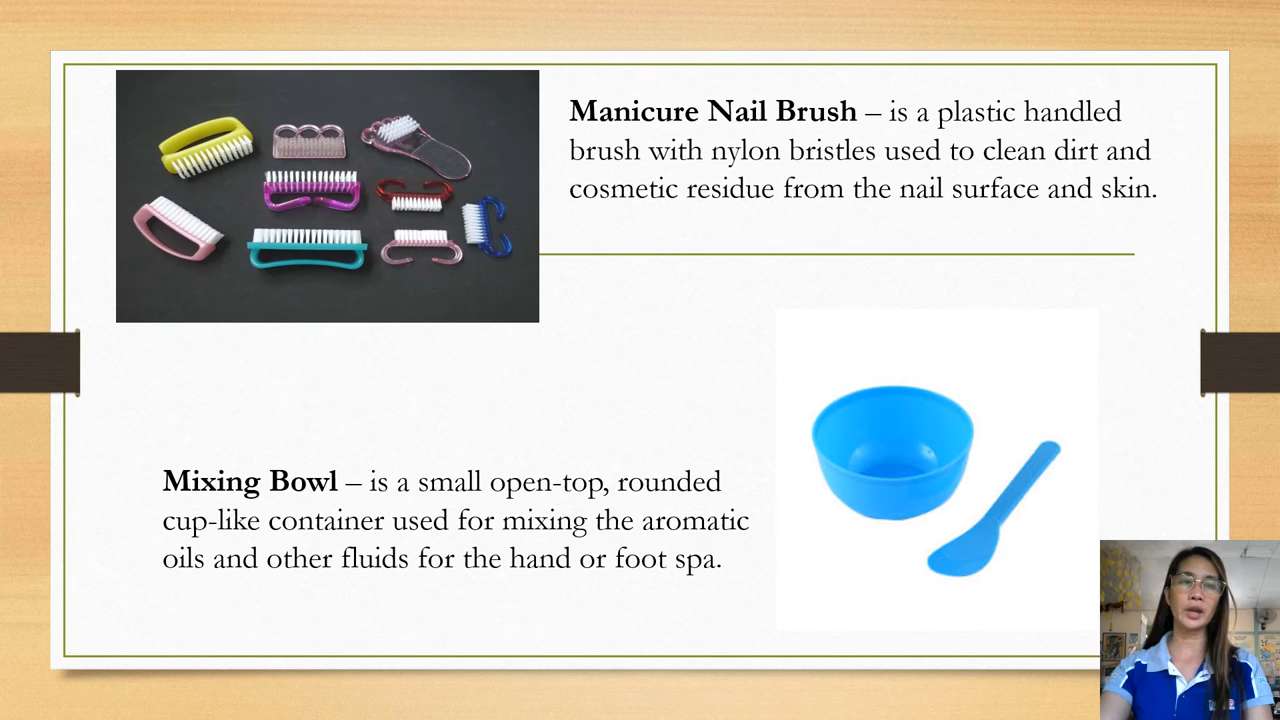 Manicure Nail Brush – is a plastic handled
brush with nylon bristles used to clean dirt and
cosmetic residue from the nail surface and skin.
Mixing Bowl – is a small open-top, rounded
cup-like container used for mixing the aromatic
oils and other fluids for the hand or foot spa.